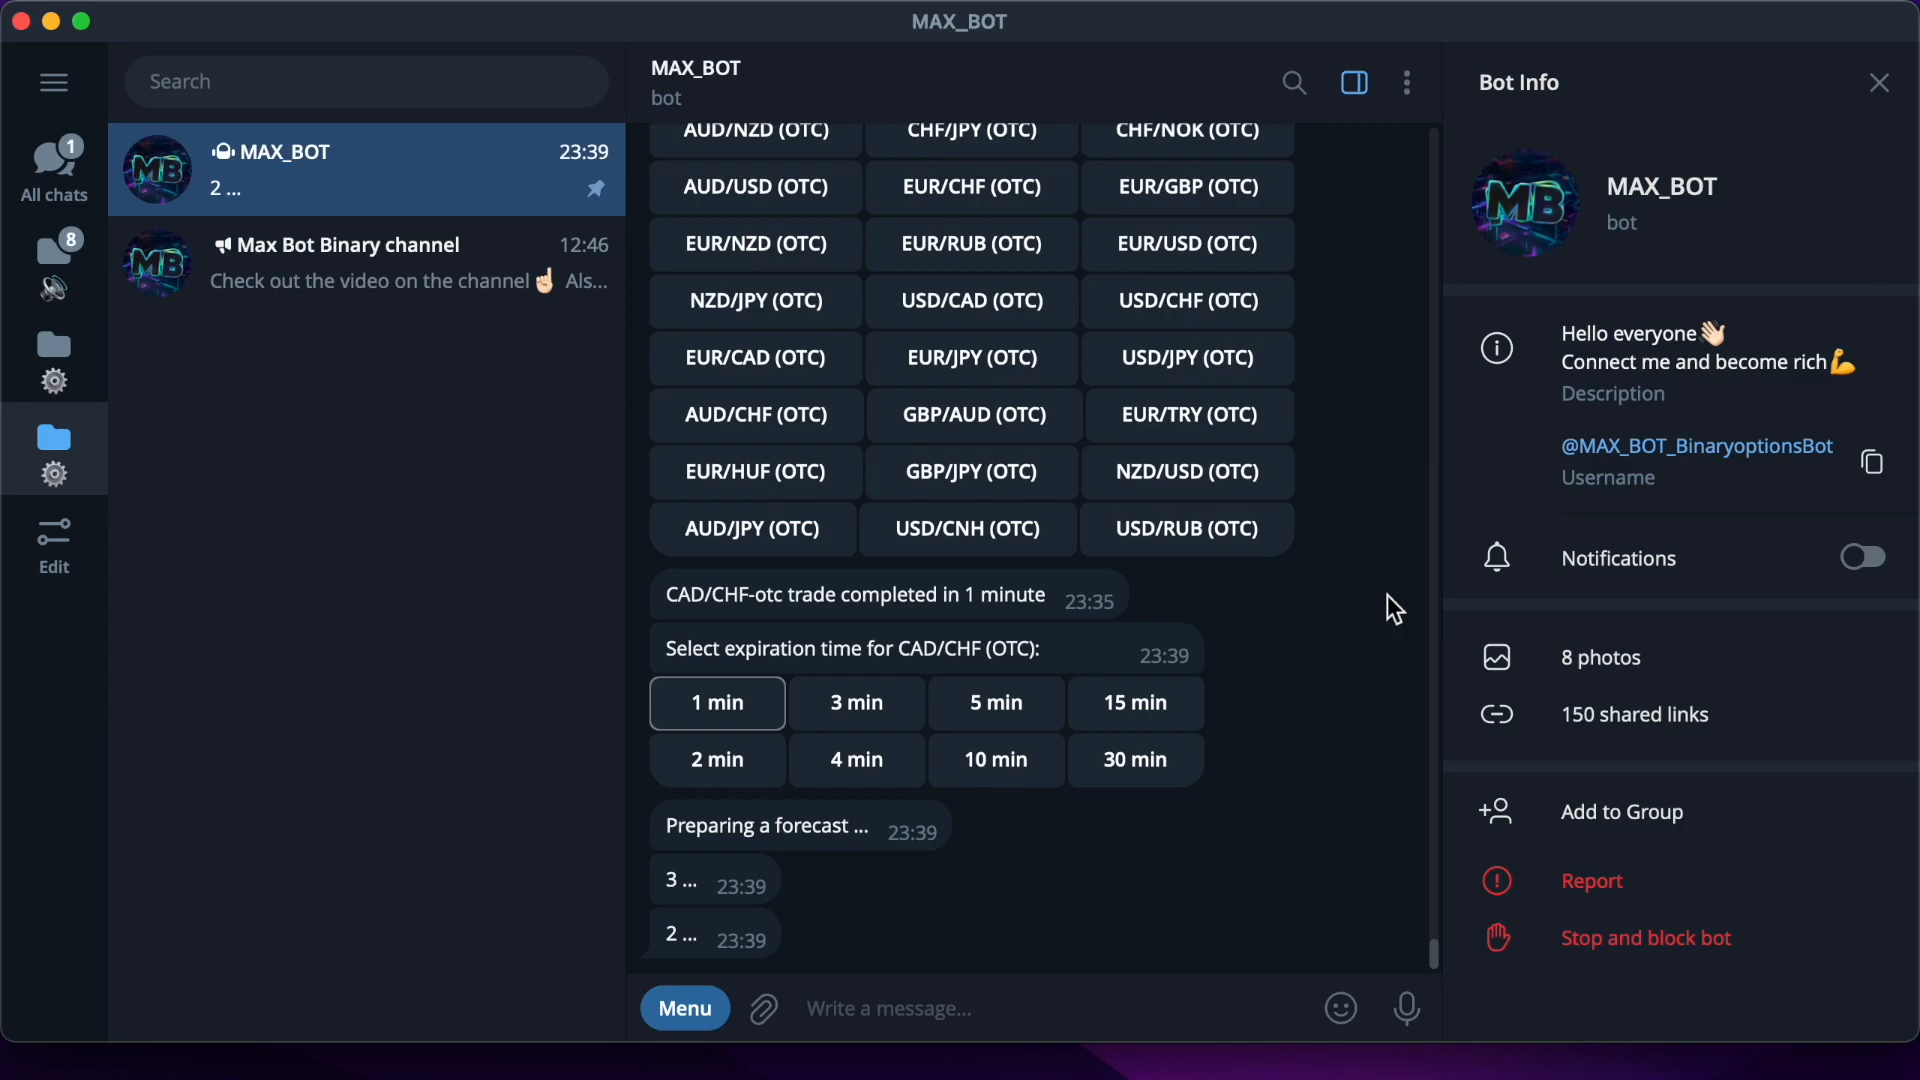 MAX_BOT
Search
MAX_BOT
bot
Bot Info
1
All chats
8
Edit
MB
MAX_BOT
23:39
2 ...
MB
Max Bot Binary channel
12:46
Check out the video on the channel☝🏻 Als...
AUD/NZD (OTC) CHF/JPY (OTC) CHF/NOK (OTC)
AUD/USD (OTC) EUR/CHF (OTC) EUR/GBP (OTC)
EUR/NZD (OTC) EUR/RUB (OTC) EUR/USD (OTC)
NZD/JPY (OTC) USD/CAD (OTC) USD/CHF (OTC)
EUR/CAD (OTC) EUR/JPY (OTC) USD/JPY (OTC)
AUD/CHF (OTC) GBP/AUD (OTC) EUR/TRY (OTC)
EUR/HUF (OTC) GBP/JPY (OTC) NZD/USD (OTC)
AUD/JPY (OTC) USD/CNH (OTC) USD/RUB (OTC)
CAD/CHF-otc trade completed in 1 minute 23:35
Select expiration time for CAD/CHF (OTC): 23:39
1 min 3 min 5 min 15 min
2 min 4 min 10 min 30 min
Preparing a forecast ... 23:39
3 ... 23:39
2 ... 23:39
Menu
Write a message...
MB
MAX_BOT
bot
Hello everyone👋🏻
Connect me and become rich💪
Description
@MAX_BOT_BinaryoptionsBot
Username
Notifications
8 photos
150 shared links
Add to Group
Report
Stop and block bot